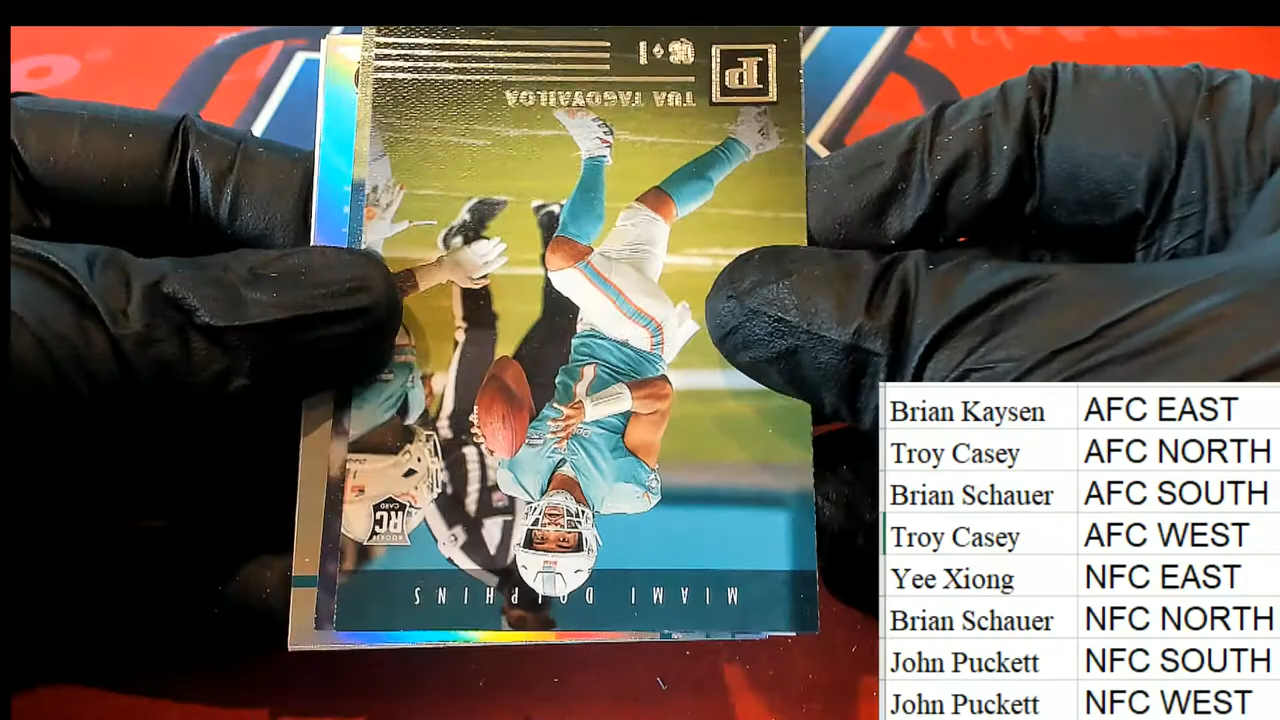 TUA TAGOVAILOA
RC
ROOKIE
CARD
MIAMI DOLPHINS
Brian Kaysen AFC EAST
Troy Casey AFC NORTH
Brian Schauer AFC SOUTH
Troy Casey AFC WEST
Yee Xiong NFC EAST
Brian Schauer NFC NORTH
John Puckett NFC SOUTH
John Puckett NFC WEST